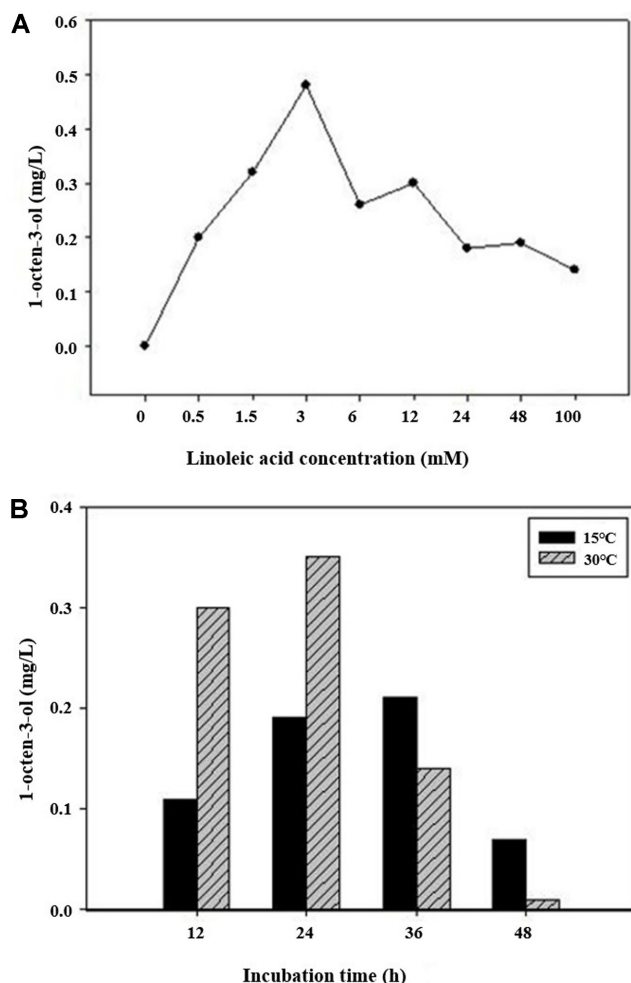 A
0.6
0.5
0.4
0.3
0.2
0.1
0.0
1-octen-3-ol (mg/L)
0 0.5 1.5 3 6 12 24 48 100
Linoleic acid concentration (mM)
B
0.4
0.3
0.2
0.1
0.0
1-octen-3-ol (mg/L)
15°C
30°C
12 24 36 48
Incubation time (h)